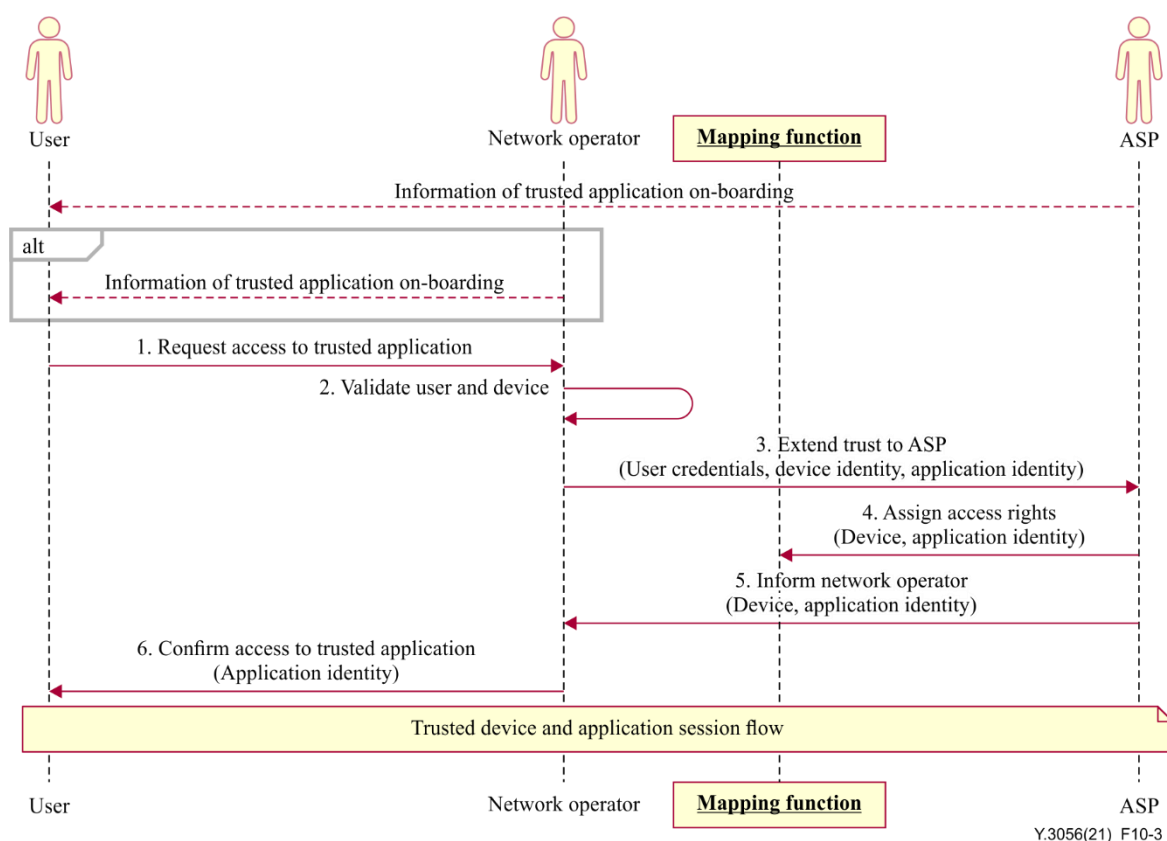 User
Network operator
Mapping function
ASP
Information of trusted application on-boarding
alt
Information of trusted application on-boarding
1. Request access to trusted application
2. Validate user and device
3. Extend trust to ASP
(User credentials, device identity, application identity)
4. Assign access rights
(Device, application identity)
5. Inform network operator
(Device, application identity)
6. Confirm access to trusted application
(Application identity)
Trusted device and application session flow
User
Network operator
Mapping function
ASP
Y.3056(21)_F10-3